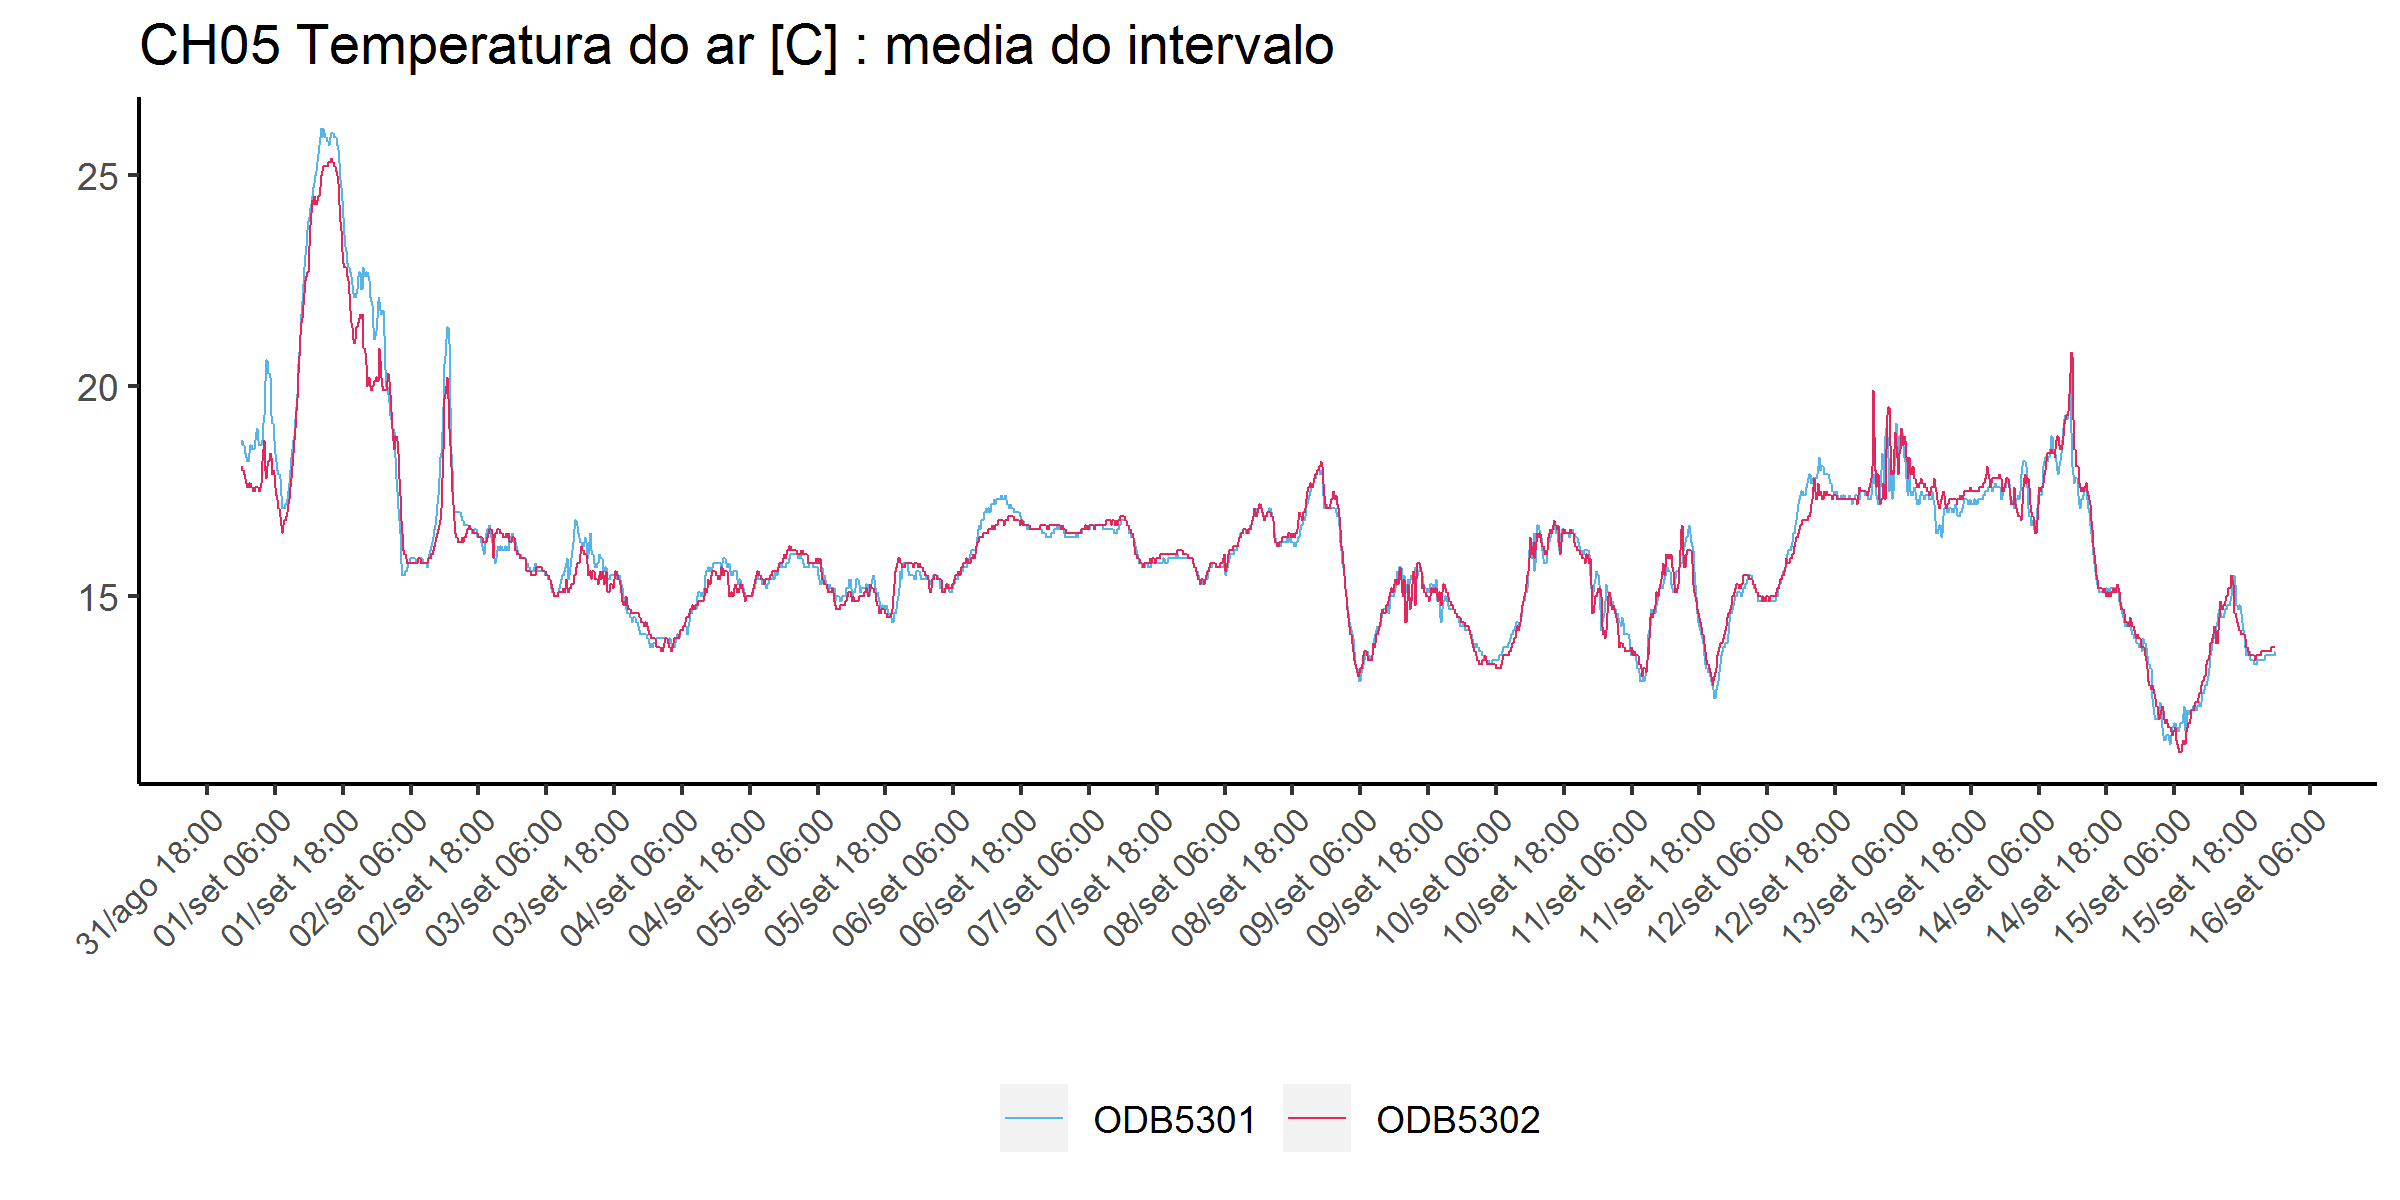 CH05 Temperatura do ar [C] : media do intervalo
25
20
15
31/ago 18:00
01/set 06:00
01/set 18:00
02/set 06:00
02/set 18:00
03/set 06:00
03/set 18:00
04/set 06:00
04/set 18:00
05/set 06:00
05/set 18:00
06/set 06:00
06/set 18:00
07/set 06:00
07/set 18:00
08/set 06:00
08/set 18:00
09/set 06:00
09/set 18:00
10/set 06:00
10/set 18:00
11/set 06:00
11/set 18:00
12/set 06:00
12/set 18:00
13/set 06:00
13/set 18:00
14/set 06:00
14/set 18:00
15/set 06:00
15/set 18:00
16/set 06:00
ODB5301
ODB5302